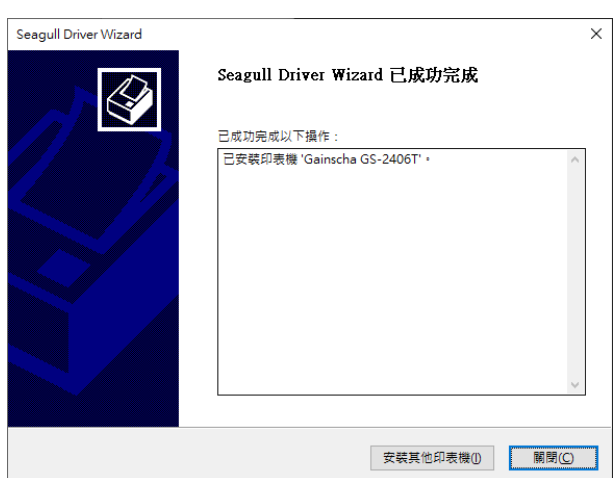 Seagull Driver Wizard
Seagull Driver Wizard 已成功完成
已成功完成以下操作：
已安裝印表機 'Gainscha GS-2406T'。
安裝其他印表機(I)
關閉(C)